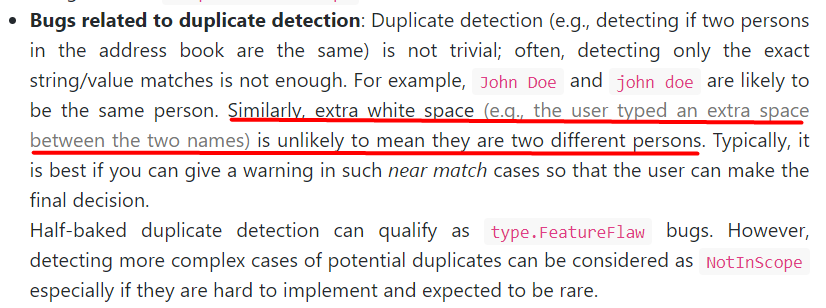 • Bugs related to duplicate detection: Duplicate detection (e.g., detecting if two persons
in the address book are the same) is not trivial; often, detecting only the exact
string/value matches is not enough. For example, John Doe and john doe are likely to
be the same person. Similarly, extra white space (e.g., the user typed an extra space
between the two names) is unlikely to mean they are two different persons. Typically, it
is best if you can give a warning in such near match cases so that the user can make the
final decision.
Half-baked duplicate detection can qualify as type.FeatureFlaw bugs. However,
detecting more complex cases of potential duplicates can be considered as NotInScope
especially if they are hard to implement and expected to be rare.